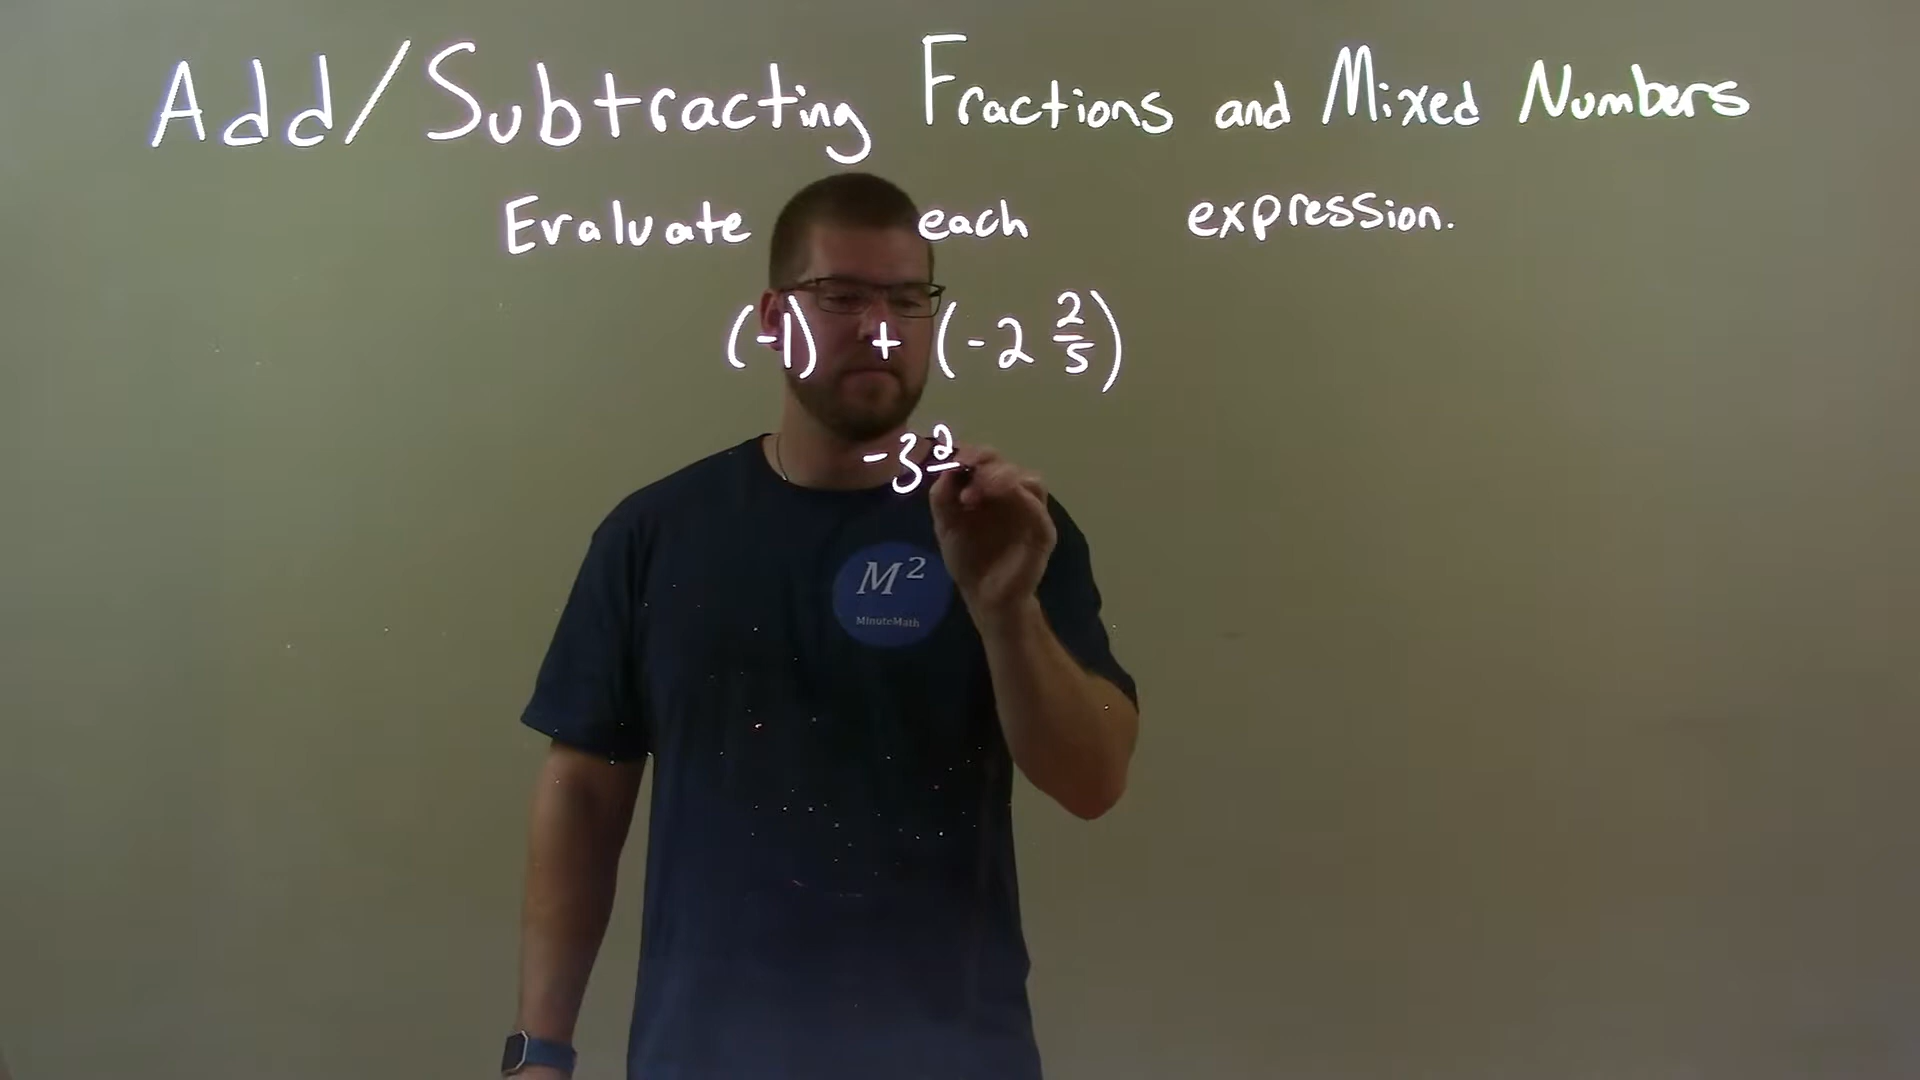 Add/Subtracting Fractions and Mixed Numbers
Evaluate each expression.
(-1) + (-2 2/5)
-3 2/
M²
MinuteMath